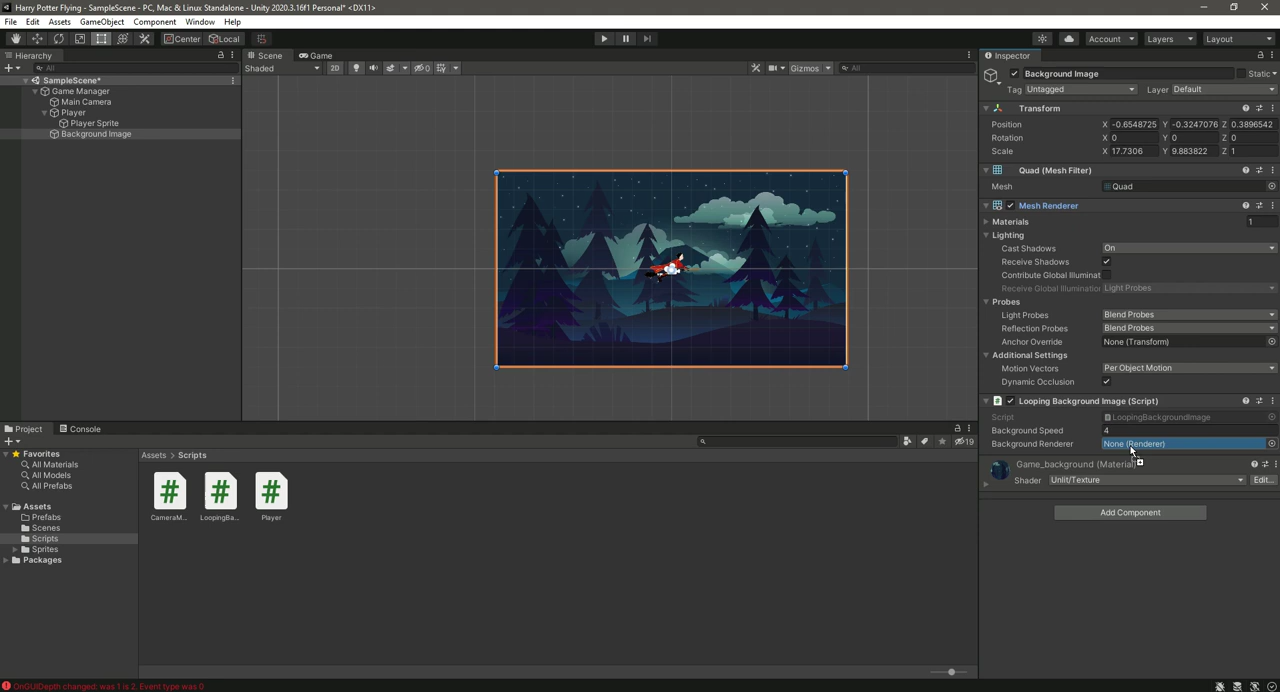 Harry Potter Flying - SampleScene - PC, Mac & Linux Standalone - Unity 2020.3.16f1 Personal* <DX11>
File Edit Assets GameObject Component Window Help
Center Local Account Layers Layout
Hierarchy
All
SampleScene*
Game Manager
Main Camera
Player
Player Sprite
Background Image
Scene Game
Shaded 2D 0 Gizmos All
Inspector
Background Image Static
Tag Untagged Layer Default
Transform
Position X -0.6548725 Y -0.3247076 Z 0.3896542
Rotation X 0 Y 0 Z 0
Scale X 17.7306 Y 9.883822 Z 1
Quad (Mesh Filter)
Mesh Quad
Mesh Renderer
Materials 1
Lighting
Cast Shadows On
Receive Shadows
Contribute Global Illuminat
Receive Global Illumination Light Probes
Probes
Light Probes Blend Probes
Reflection Probes Blend Probes
Anchor Override None (Transform)
Additional Settings
Motion Vectors Per Object Motion
Dynamic Occlusion
Looping Background Image (Script)
Script LoopingBackgroundImage
Background Speed 4
Background Renderer None (Renderer)
Game_background (Material)
Shader Unlit/Texture Edit...
Add Component
Project Console
19
Favorites
All Materials
All Models
All Prefabs
Assets
Prefabs
Scenes
Scripts
Sprites
Packages
Assets > Scripts
CameraM... LoopingBa... Player
OnGUIDepth changed: was 1 is 2. Event type was 0